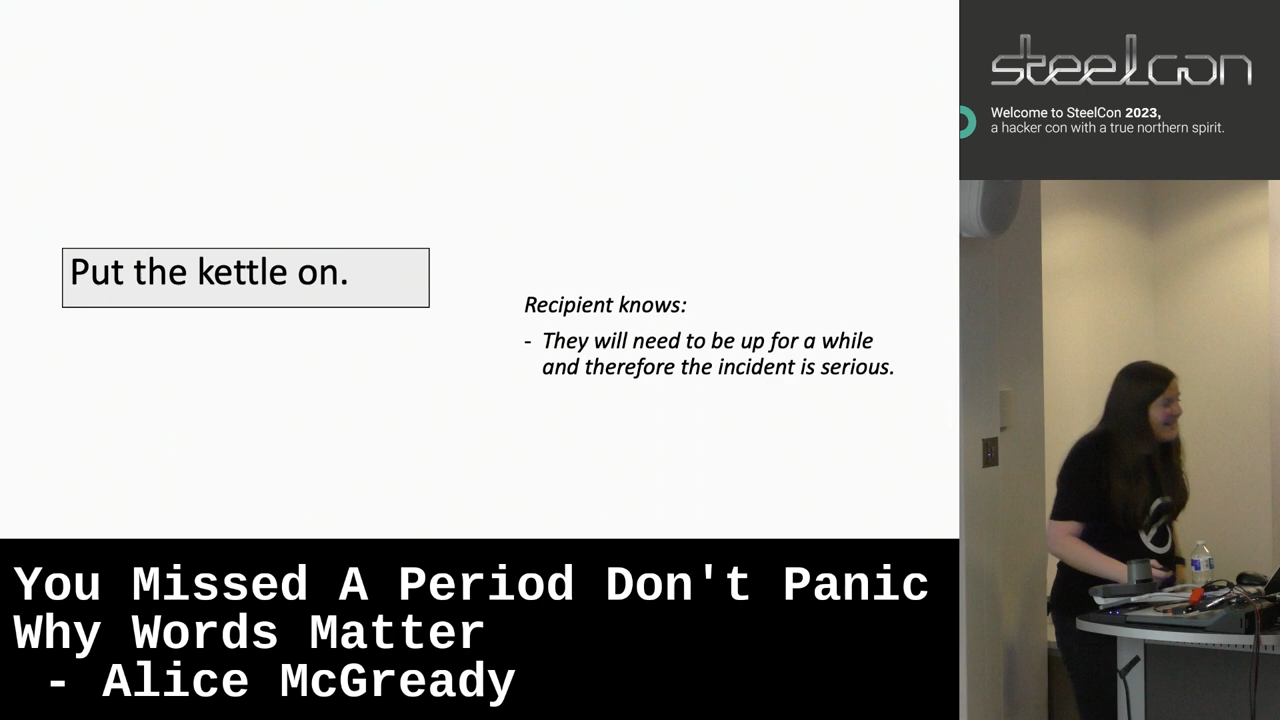 Put the kettle on.
Recipient knows:
- They will need to be up for a while
and therefore the incident is serious.
steelcon
Welcome to SteelCon 2023,
a hacker con with a true northern spirit.
You Missed A Period Don't Panic
Why Words Matter
- Alice McGready